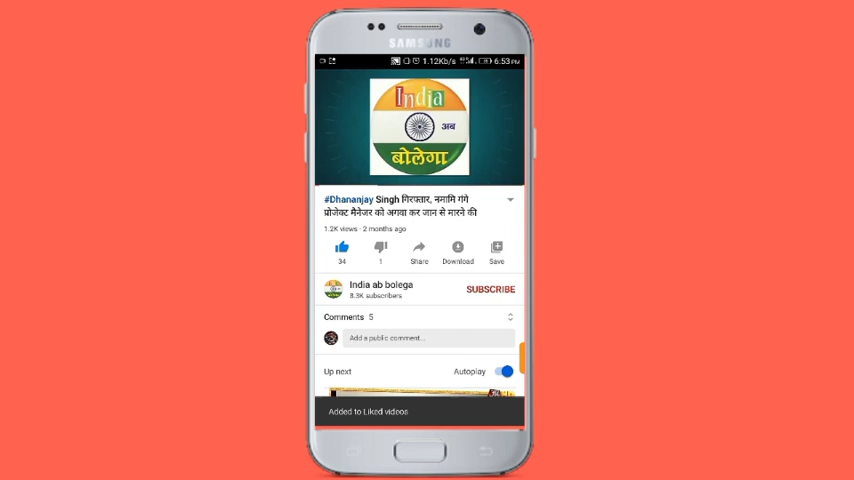 SAMSUNG
1.12Kb/s 6:53 PM
India
अब
बोलेगा
#Dhananjay Singh गिरफ्तार, नमामि गंगे
प्रोजेक्ट मैनेजर को अगवा कर जान से मारने की
1.2K views · 2 months ago
34 1 Share Download Save
India ab bolega
8.3K subscribers
SUBSCRIBE
Comments 5
Add a public comment...
Up next Autoplay
Added to Liked videos